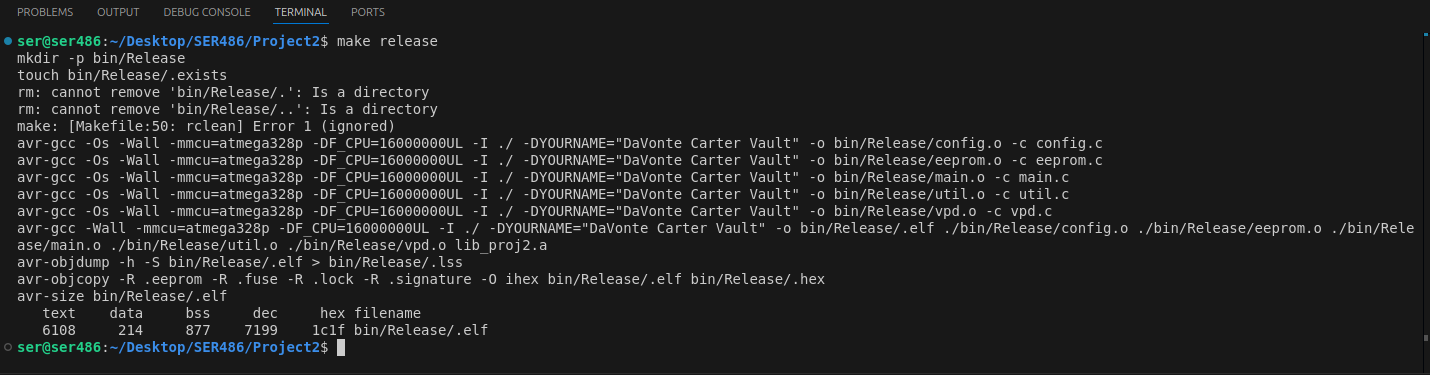 PROBLEMS OUTPUT DEBUG CONSOLE TERMINAL PORTS
ser@ser486:~/Desktop/SER486/Project2$ make release
mkdir -p bin/Release
touch bin/Release/.exists
rm: cannot remove 'bin/Release/.': Is a directory
rm: cannot remove 'bin/Release/..': Is a directory
make: [Makefile:50: rclean] Error 1 (ignored)
avr-gcc -Os -Wall -mmcu=atmega328p -DF_CPU=16000000UL -I ./ -DYOURNAME="DaVonte Carter Vault" -o bin/Release/config.o -c config.c
avr-gcc -Os -Wall -mmcu=atmega328p -DF_CPU=16000000UL -I ./ -DYOURNAME="DaVonte Carter Vault" -o bin/Release/eeprom.o -c eeprom.c
avr-gcc -Os -Wall -mmcu=atmega328p -DF_CPU=16000000UL -I ./ -DYOURNAME="DaVonte Carter Vault" -o bin/Release/main.o -c main.c
avr-gcc -Os -Wall -mmcu=atmega328p -DF_CPU=16000000UL -I ./ -DYOURNAME="DaVonte Carter Vault" -o bin/Release/util.o -c util.c
avr-gcc -Os -Wall -mmcu=atmega328p -DF_CPU=16000000UL -I ./ -DYOURNAME="DaVonte Carter Vault" -o bin/Release/vpd.o -c vpd.c
avr-gcc -Wall -mmcu=atmega328p -DF_CPU=16000000UL -I ./ -DYOURNAME="DaVonte Carter Vault" -o bin/Release/.elf ./bin/Release/config.o ./bin/Release/eeprom.o ./bin/Rele
ase/main.o ./bin/Release/util.o ./bin/Release/vpd.o lib_proj2.a
avr-objdump -h -S bin/Release/.elf > bin/Release/.lss
avr-objcopy -R .eeprom -R .fuse -R .lock -R .signature -O ihex bin/Release/.elf bin/Release/.hex
avr-size bin/Release/.elf
   text    data     bss     dec     hex filename
   6108     214     877    7199    1c1f bin/Release/.elf
ser@ser486:~/Desktop/SER486/Project2$